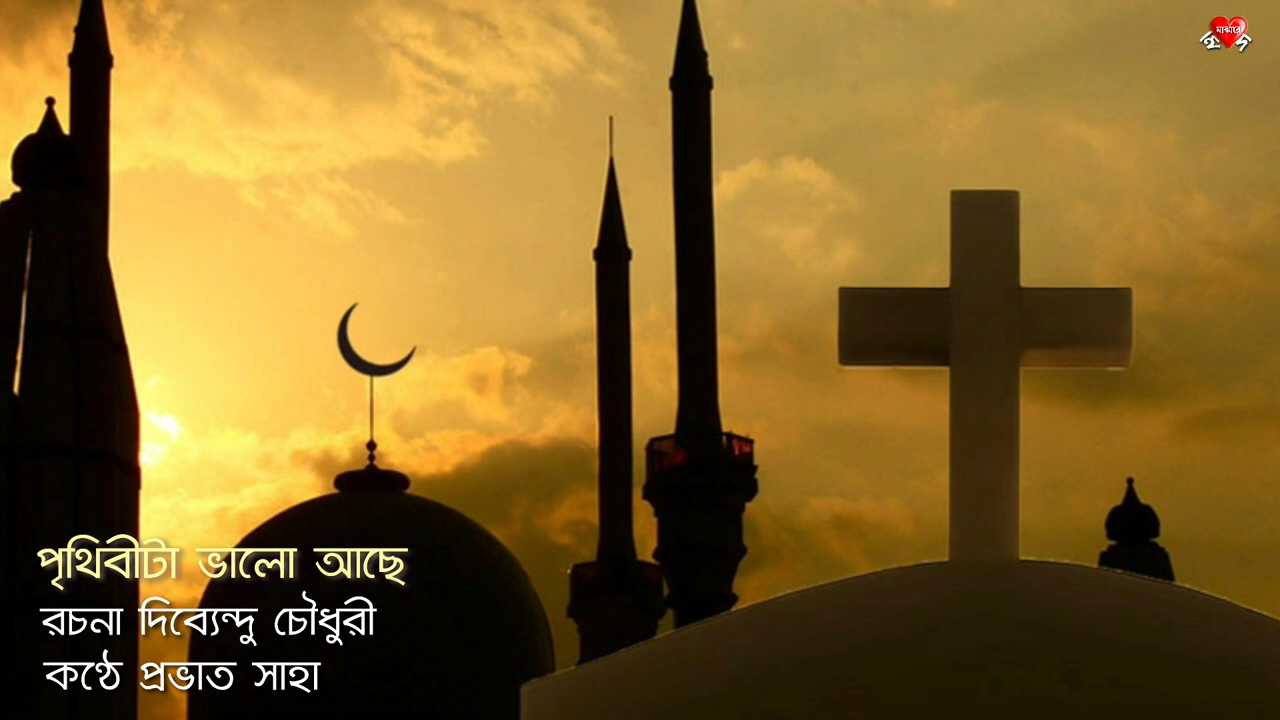 মাঝারে
হৃদ
পৃথিবীটা ভালো আছে
রচনা দিব্যেন্দু চৌধুরী
কণ্ঠে প্রভাত সাহা